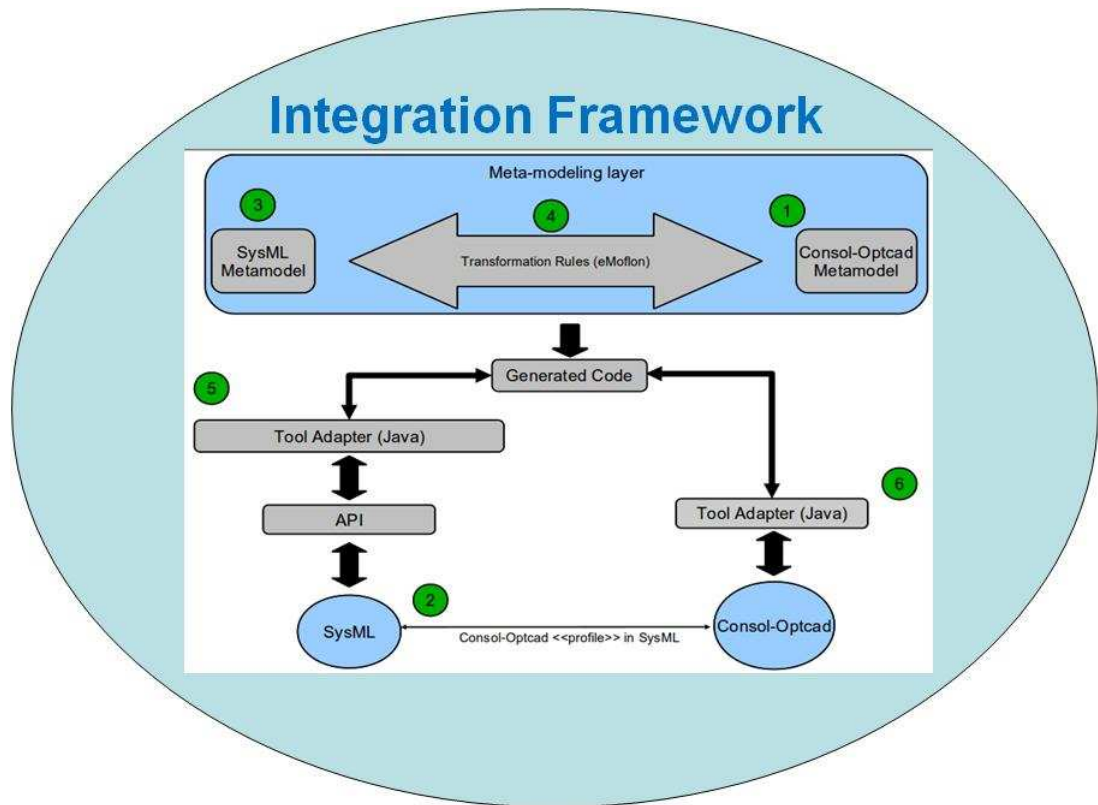 Integration Framework
Meta-modeling layer
3
4
1
SysML
Metamodel
Transformation Rules (eMoflon)
Consol-Optcad
Metamodel
Generated Code
5
Tool Adapter (Java)
6
API
Tool Adapter (Java)
2
SysML
Consol-Optcad <<profile>> in SysML
Consol-Optcad